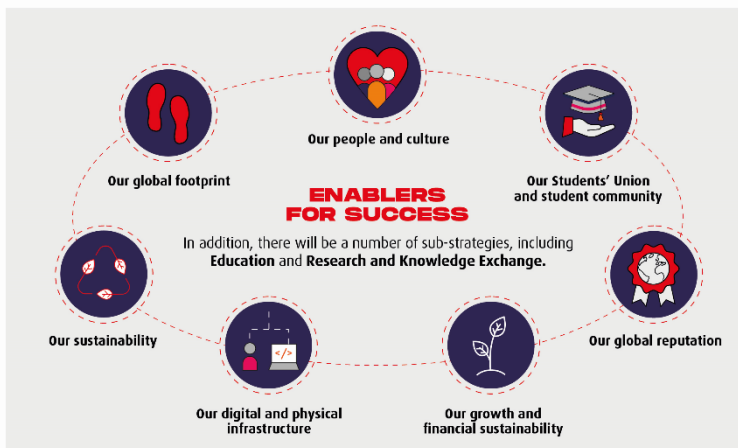 Our people and culture
Our global footprint
Our Students' Union
and student community
ENABLERS
FOR SUCCESS
In addition, there will be a number of sub-strategies, including
Education and Research and Knowledge Exchange.
Our sustainability
Our global reputation
</>
Our digital and physical
infrastructure
Our growth and
financial sustainability